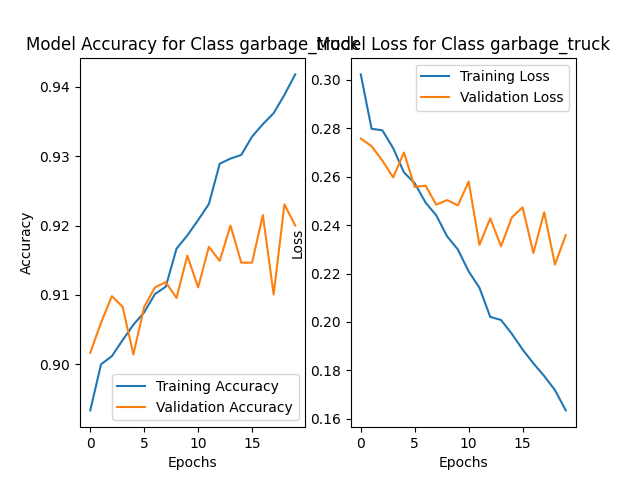 Model Accuracy for Class garbage_truck
Model Loss for Class garbage_truck
Accuracy
0.94
0.93
0.92
0.91
0.90
Training Accuracy
Validation Accuracy
0 5 10 15
Epochs
Loss
0.30
0.28
0.26
0.24
0.22
0.20
0.18
0.16
Training Loss
Validation Loss
0 5 10 15
Epochs